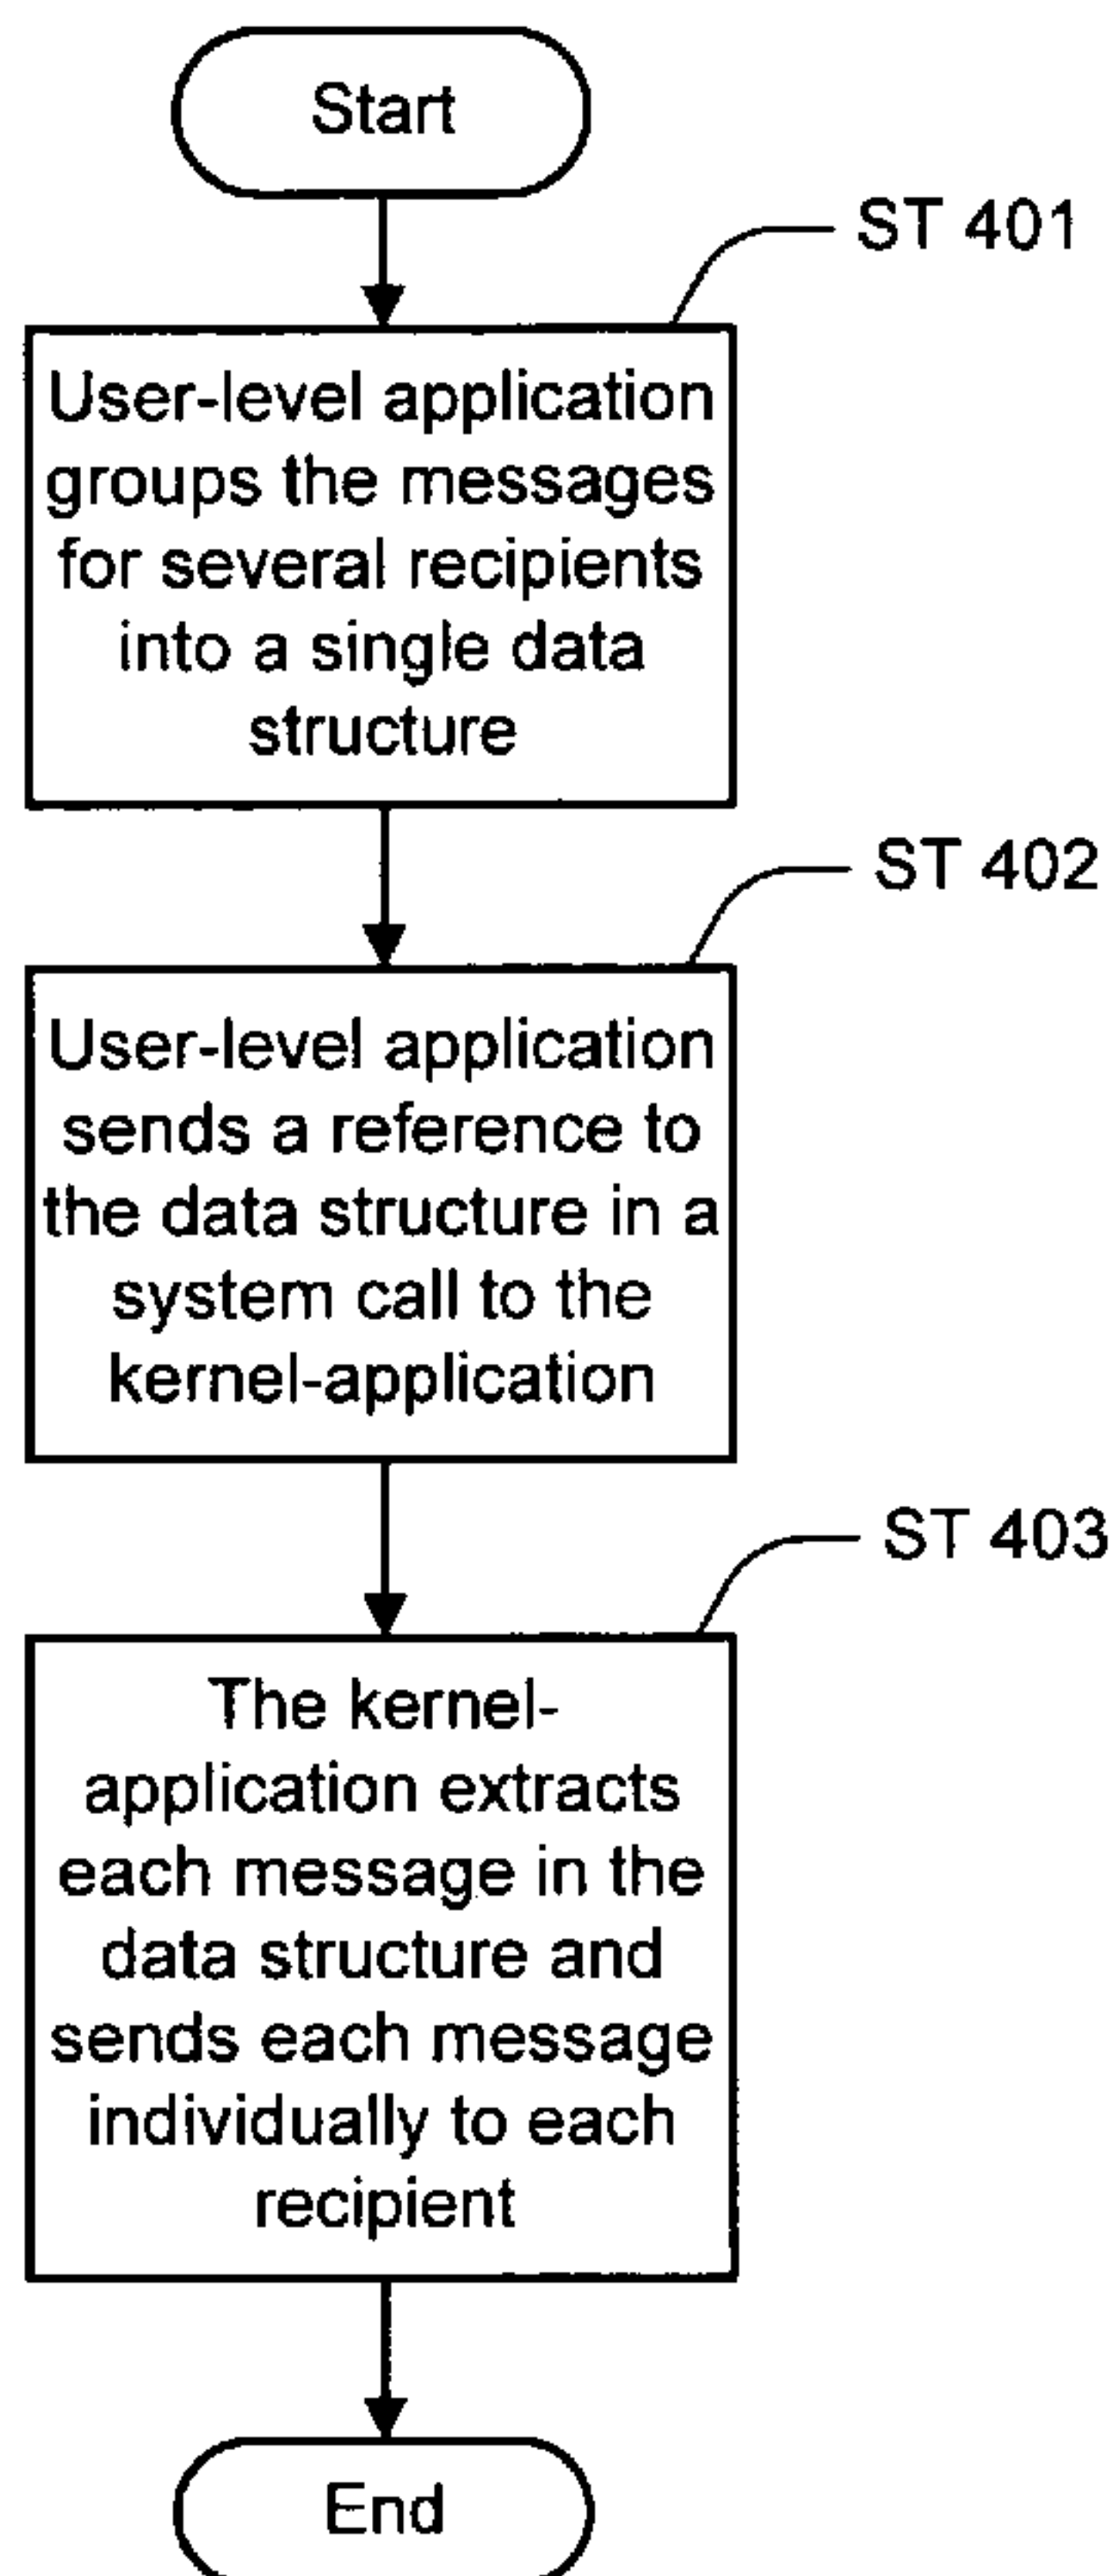 Start
ST 401
User-level application
groups the messages
for several recipients
into a single data
structure
ST 402
User-level application
sends a reference to
the data structure in a
system call to the
kernel-application
ST 403
The kernel-
application extracts
each message in the
data structure and
sends each message
individually to each
recipient
End